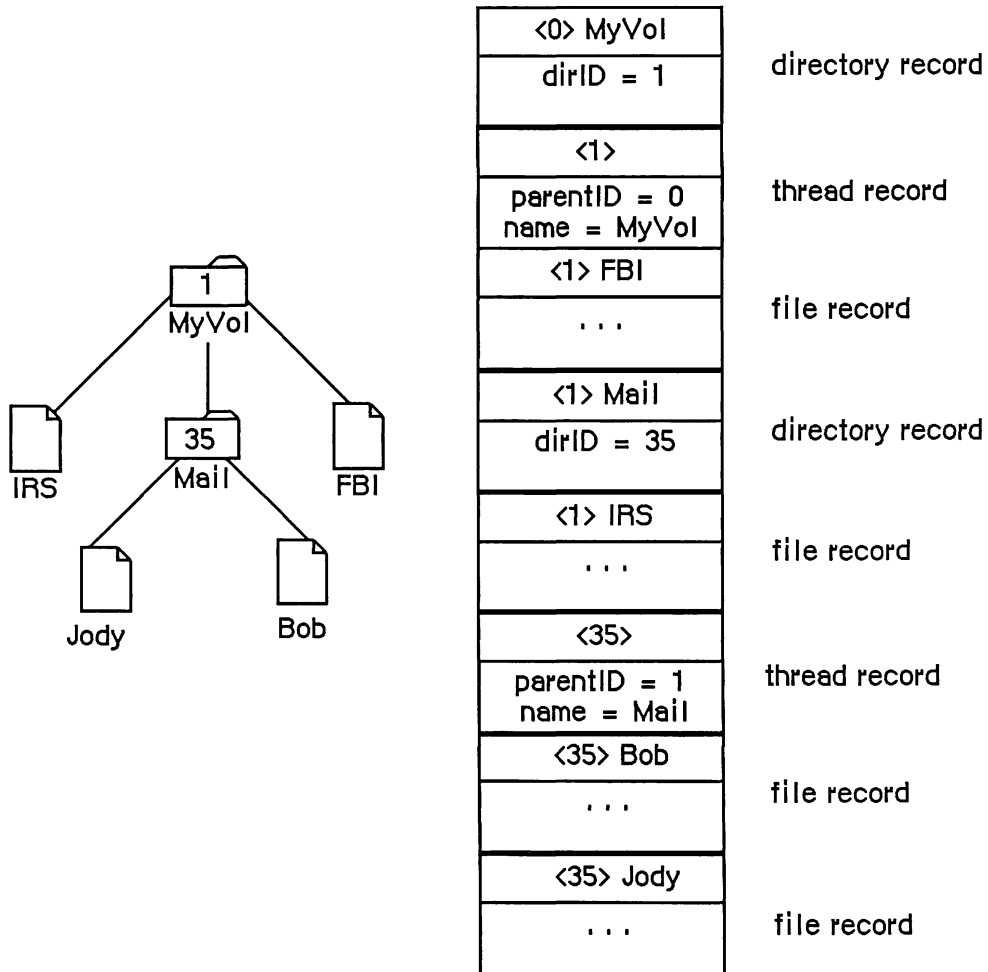 1
MyVol
IRS
35
Mail
FBI
Jody
Bob
<0> MyVol
dirID = 1
directory record
<1>
parentID = 0
name = MyVol
thread record
<1> FBI
. . .
file record
<1> Mail
dirID = 35
directory record
<1> IRS
. . .
file record
<35>
parentID = 1
name = Mail
thread record
<35> Bob
. . .
file record
<35> Jody
. . .
file record